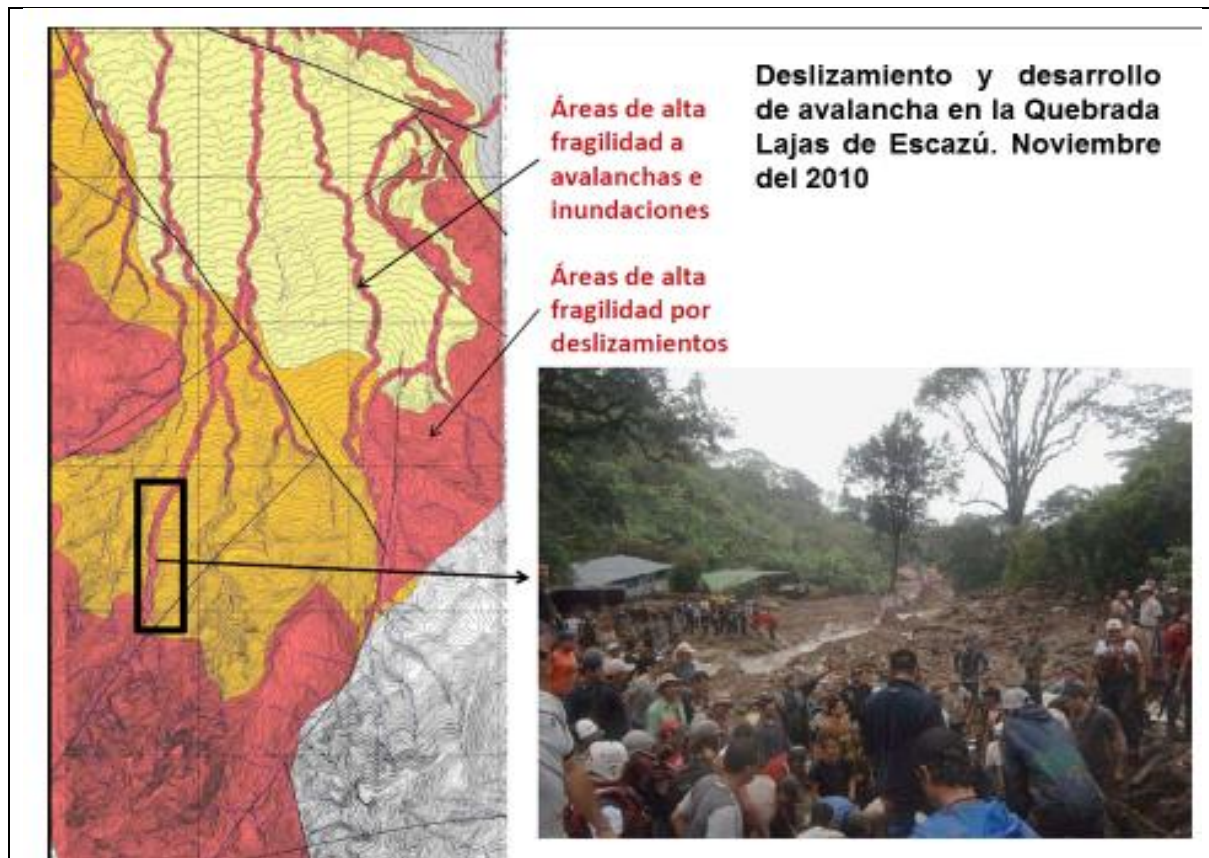 Deslizamiento y desarrollo
de avalancha en la Quebrada
Lajas de Escazú. Noviembre
del 2010
Áreas de alta
fragilidad a
avalanchas e
inundaciones
Áreas de alta
fragilidad por
deslizamientos